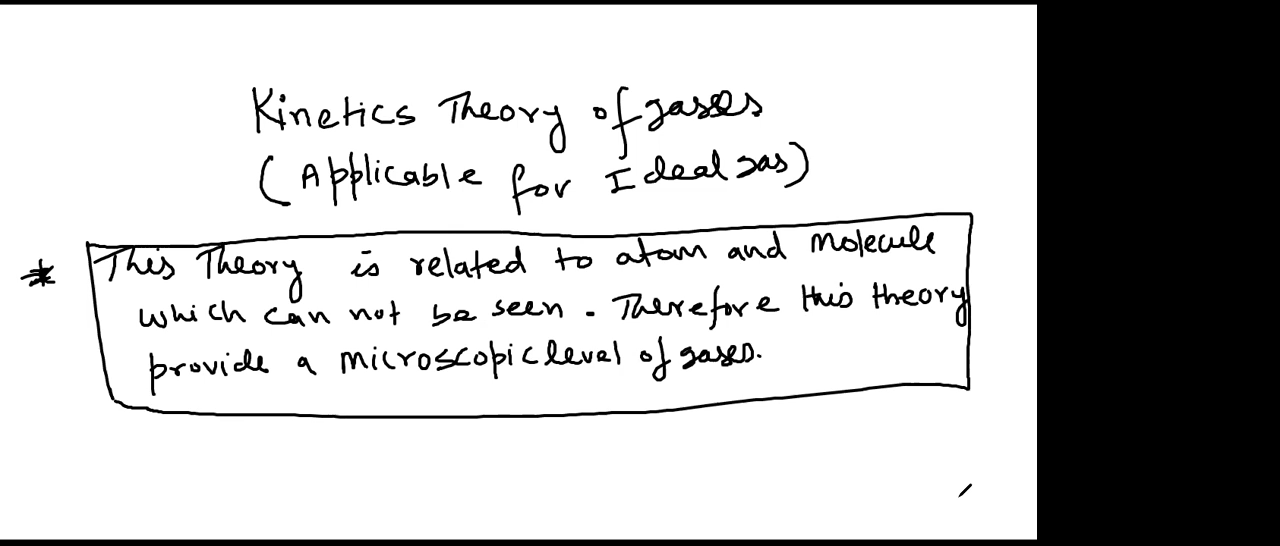 Kinetics Theory of gases
(Applicable for Ideal gas)
* This Theory is related to atom and Molecule
which can not be seen. Therefore this theory
provide a microscopic level of gases.